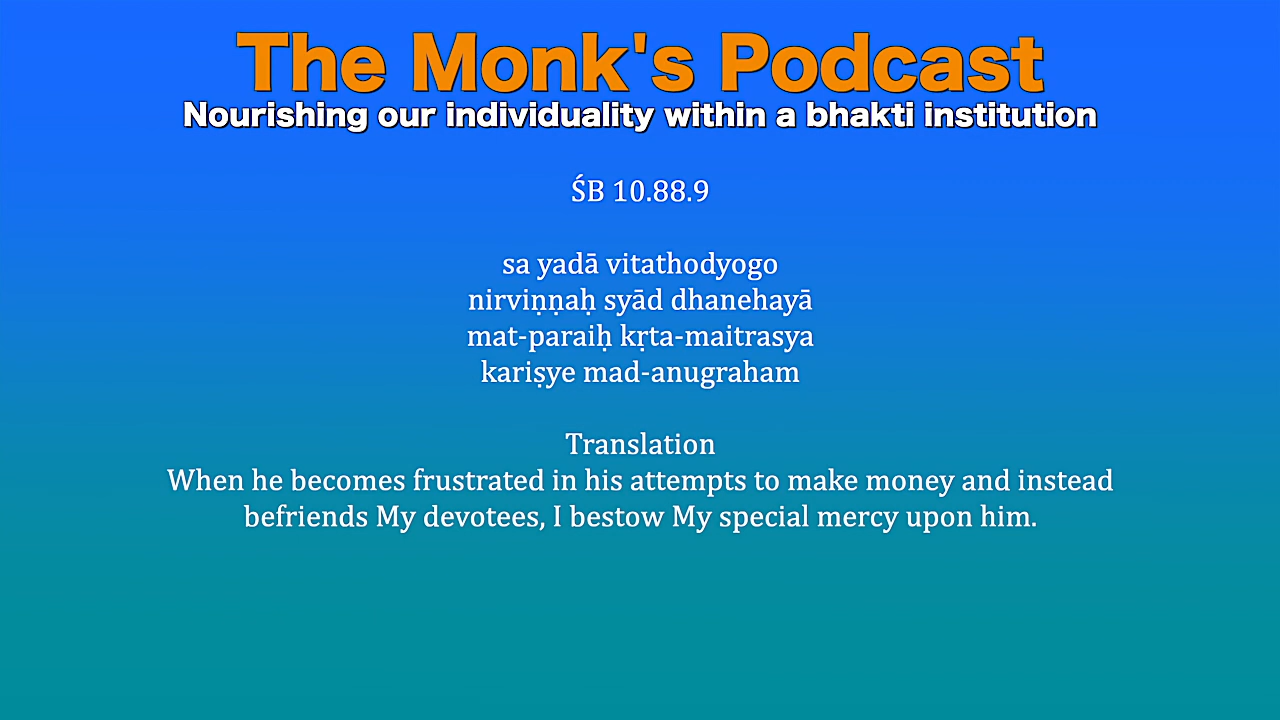 The Monk's Podcast
Nourishing our individuality within a bhakti institution
ŚB 10.88.9
sa yadā vitathodyogo
nirviṇṇaḥ syād dhanehayā
mat-paraiḥ kṛta-maitrasya
kariṣye mad-anugraham
Translation
When he becomes frustrated in his attempts to make money and instead
befriends My devotees, I bestow My special mercy upon him.